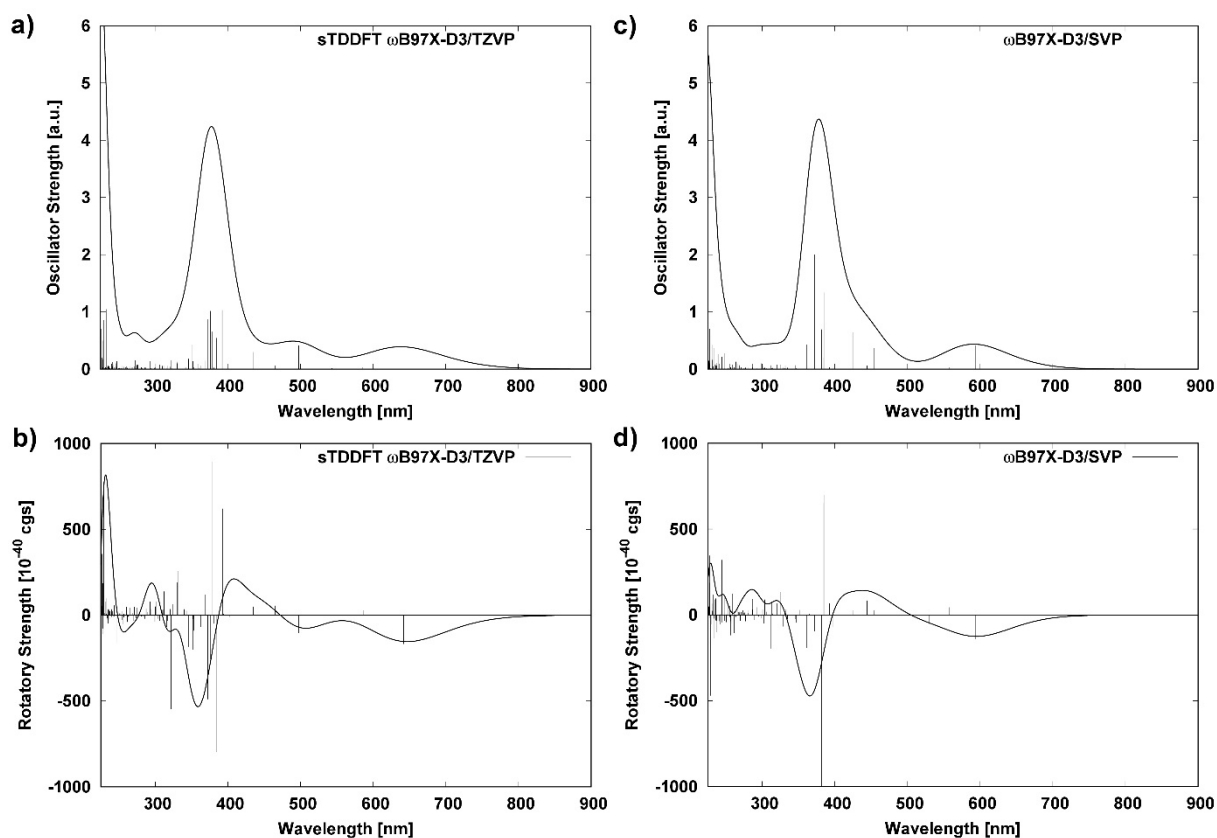 a)
sTDDFT ωB97X-D3/TZVP
Oscillator Strength [a.u.]
6
5
4
3
2
1
0
300 400 500 600 700 800 900
Wavelength [nm]
c)
ωB97X-D3/SVP
Oscillator Strength [a.u.]
6
5
4
3
2
1
0
300 400 500 600 700 800 900
Wavelength [nm]
b)
sTDDFT ωB97X-D3/TZVP
Rotatory Strength [10⁻⁴⁰ cgs]
1000
500
0
-500
-1000
300 400 500 600 700 800 900
Wavelength [nm]
d)
ωB97X-D3/SVP
Rotatory Strength [10⁻⁴⁰ cgs]
1000
500
0
-500
-1000
300 400 500 600 700 800 900
Wavelength [nm]